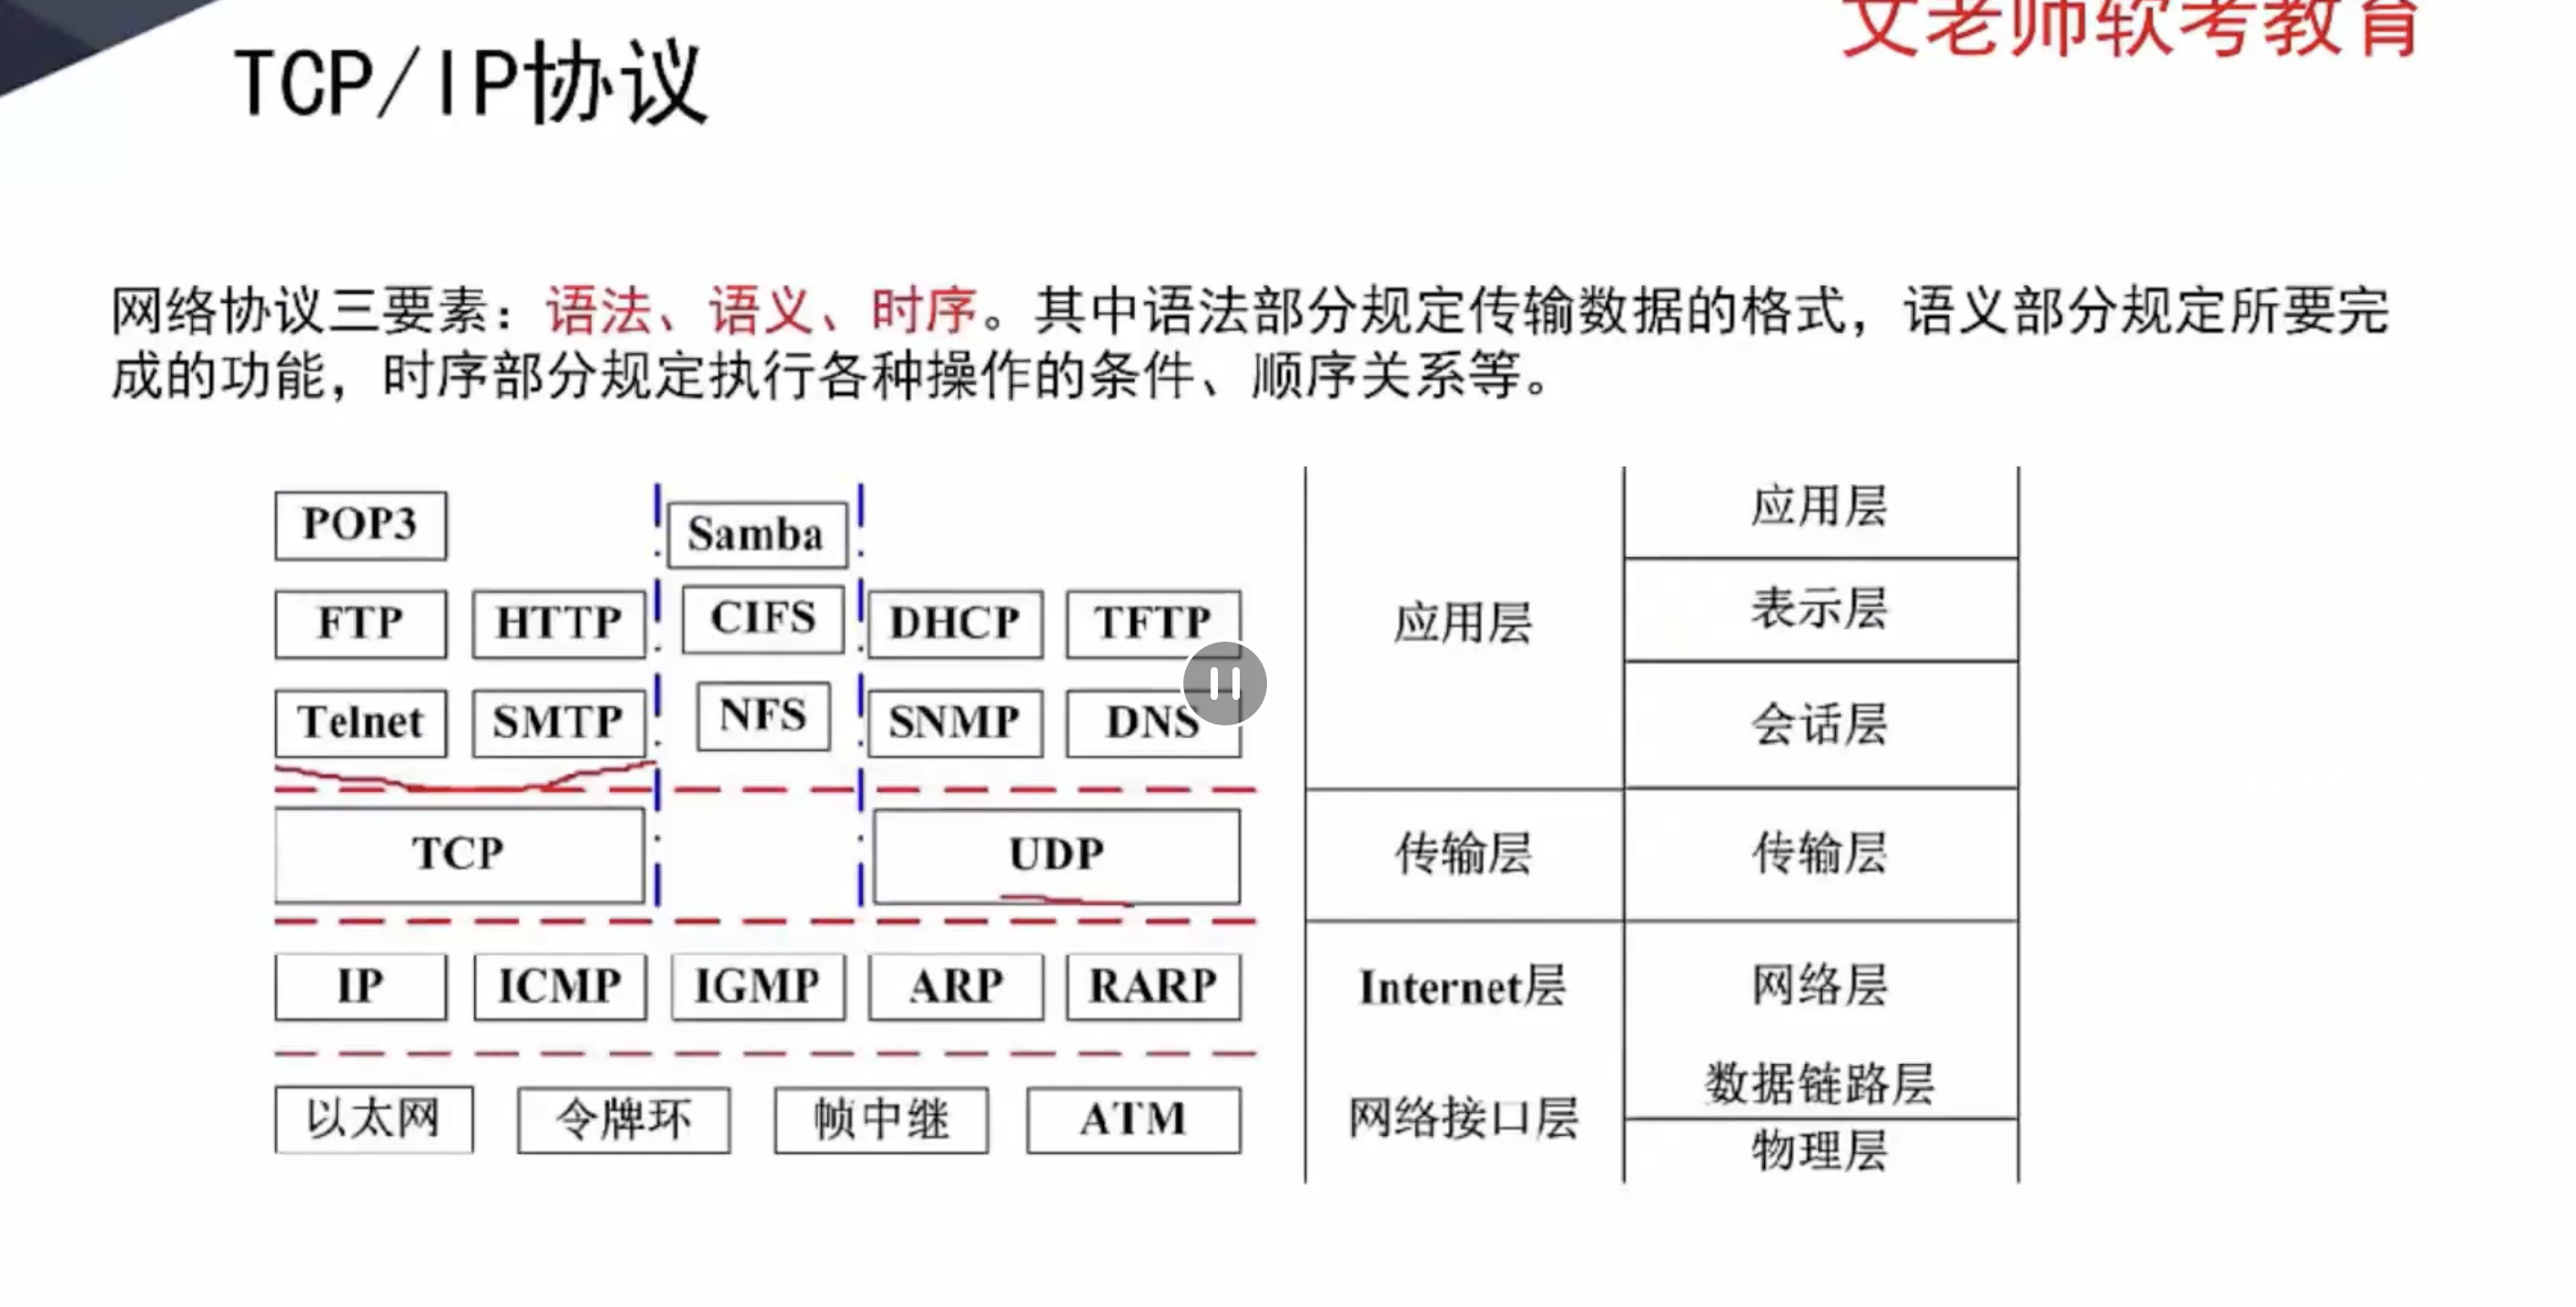 文老师软考教育
TCP/IP协议
网络协议三要素：语法、语义、时序。其中语法部分规定传输数据的格式，语义部分规定所要完
成的功能，时序部分规定执行各种操作的条件、顺序关系等。
POP3
Samba
FTP
HTTP
CIFS
DHCP
TFTP
Telnet
SMTP
NFS
SNMP
DNS
TCP
UDP
IP
ICMP
IGMP
ARP
RARP
以太网
令牌环
帧中继
ATM
应用层
传输层
Internet层
网络接口层
应用层
表示层
会话层
传输层
网络层
数据链路层
物理层